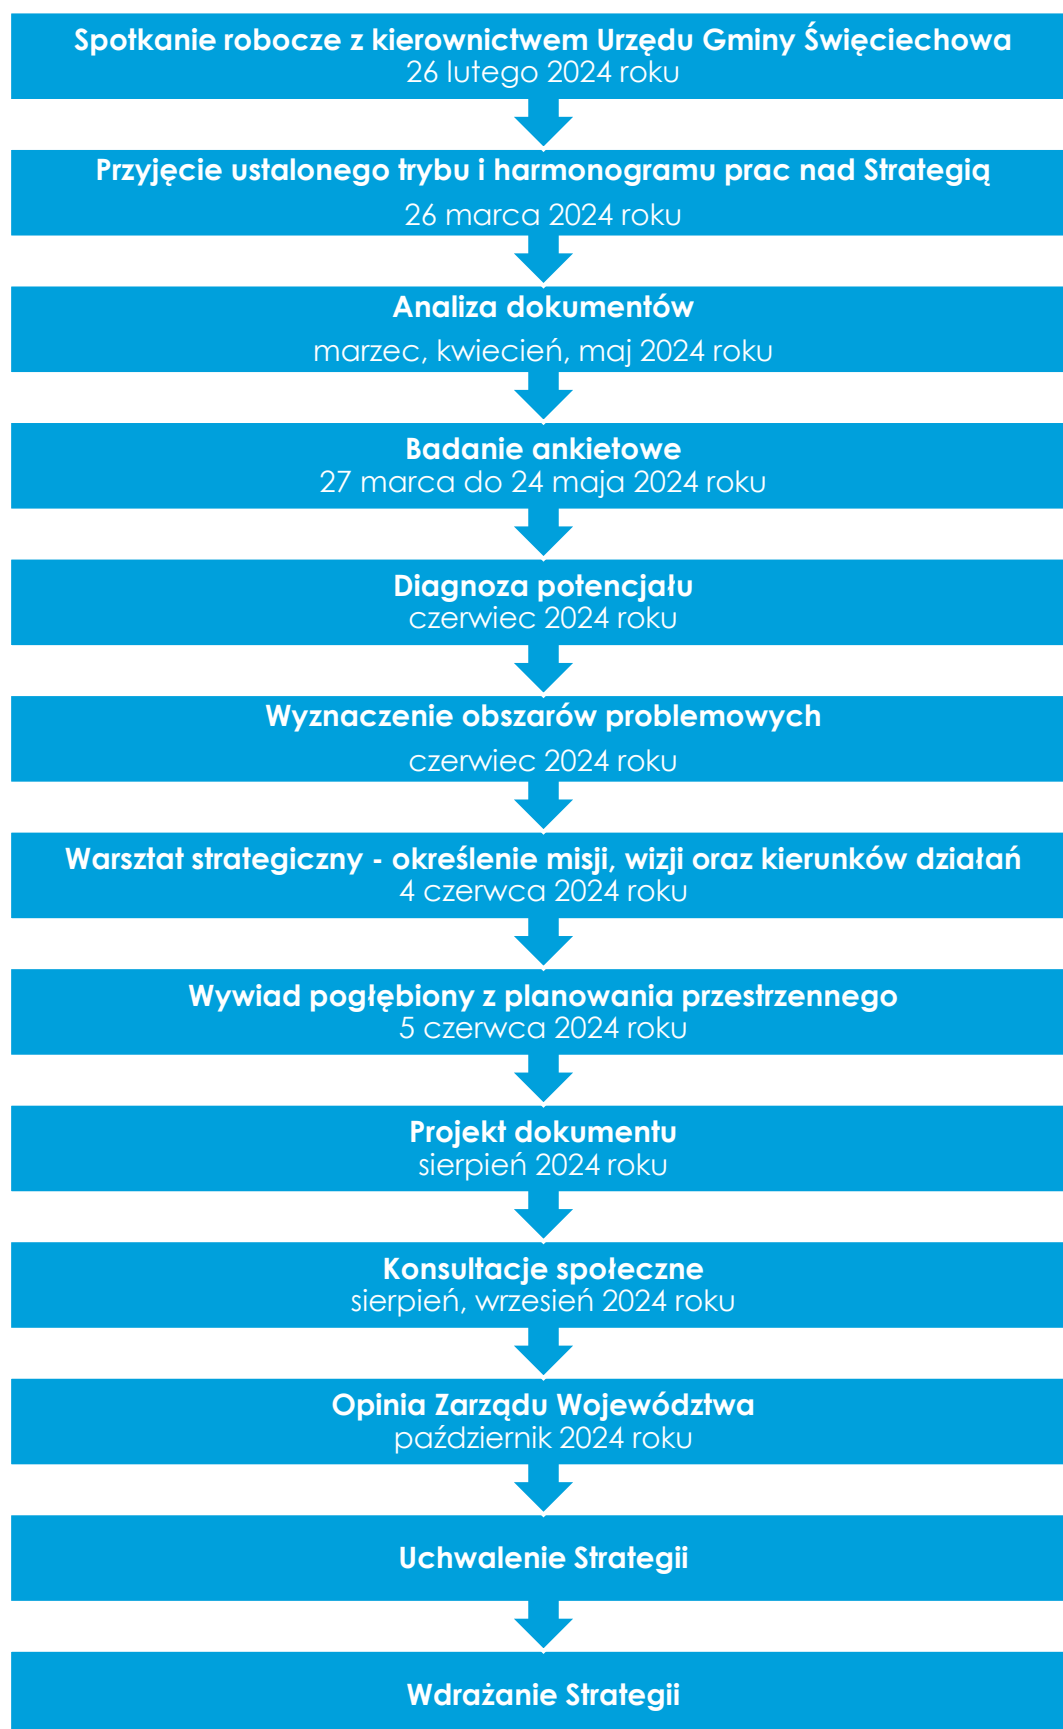 Spotkanie robocze z kierownictwem Urzędu Gminy Święciechowa
26 lutego 2024 roku
Przyjęcie ustalonego trybu i harmonogramu prac nad Strategią
26 marca 2024 roku
Analiza dokumentów
marzec, kwiecień, maj 2024 roku
Badanie ankietowe
27 marca do 24 maja 2024 roku
Diagnoza potencjału
czerwiec 2024 roku
Wyznaczenie obszarów problemowych
czerwiec 2024 roku
Warsztat strategiczny - określenie misji, wizji oraz kierunków działań
4 czerwca 2024 roku
Wywiad pogłębiony z planowania przestrzennego
5 czerwca 2024 roku
Projekt dokumentu
sierpień 2024 roku
Konsultacje społeczne
sierpień, wrzesień 2024 roku
Opinia Zarządu Województwa
październik 2024 roku
Uchwalenie Strategii
Wdrażanie Strategii